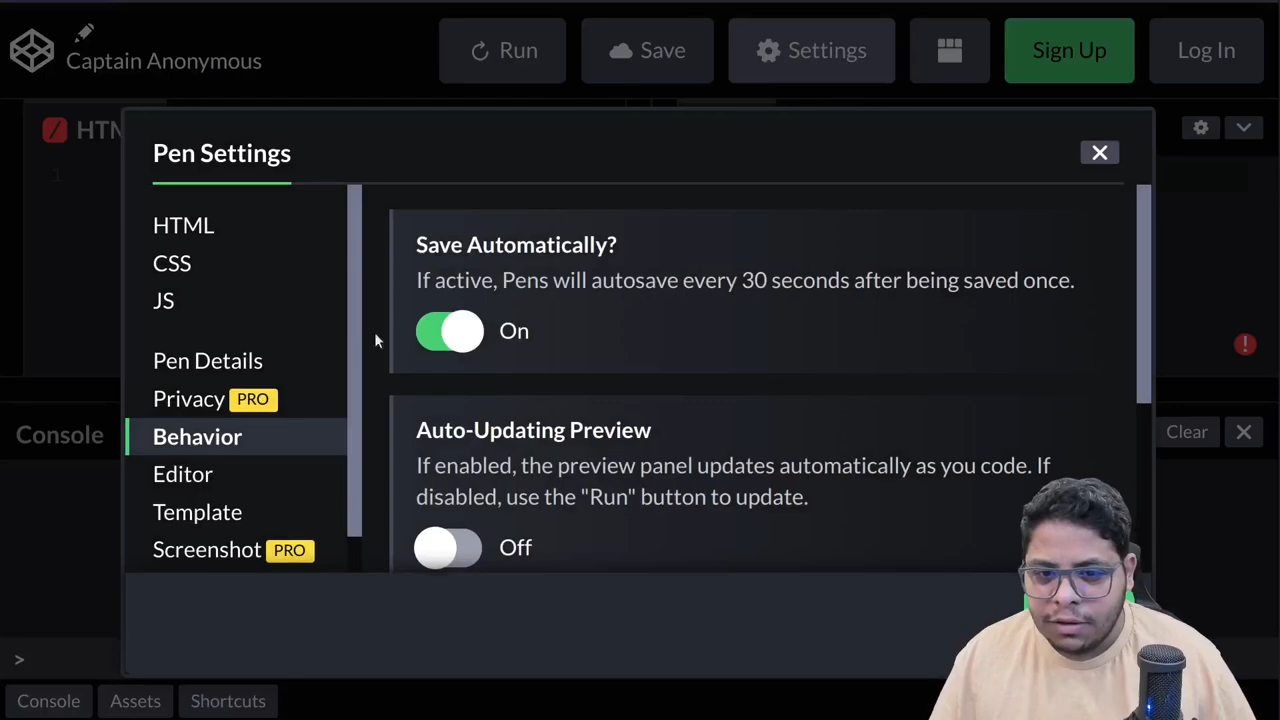 Captain Anonymous
Run
Save
Settings
Sign Up
Log In
/ HTM
1
Pen Settings
HTML
CSS
JS
Pen Details
Privacy PRO
Behavior
Editor
Template
Screenshot PRO
Save Automatically?
If active, Pens will autosave every 30 seconds after being saved once.
On
Auto-Updating Preview
If enabled, the preview panel updates automatically as you code. If
disabled, use the "Run" button to update.
Off
!
Console
Clear
>
Console
Assets
Shortcuts